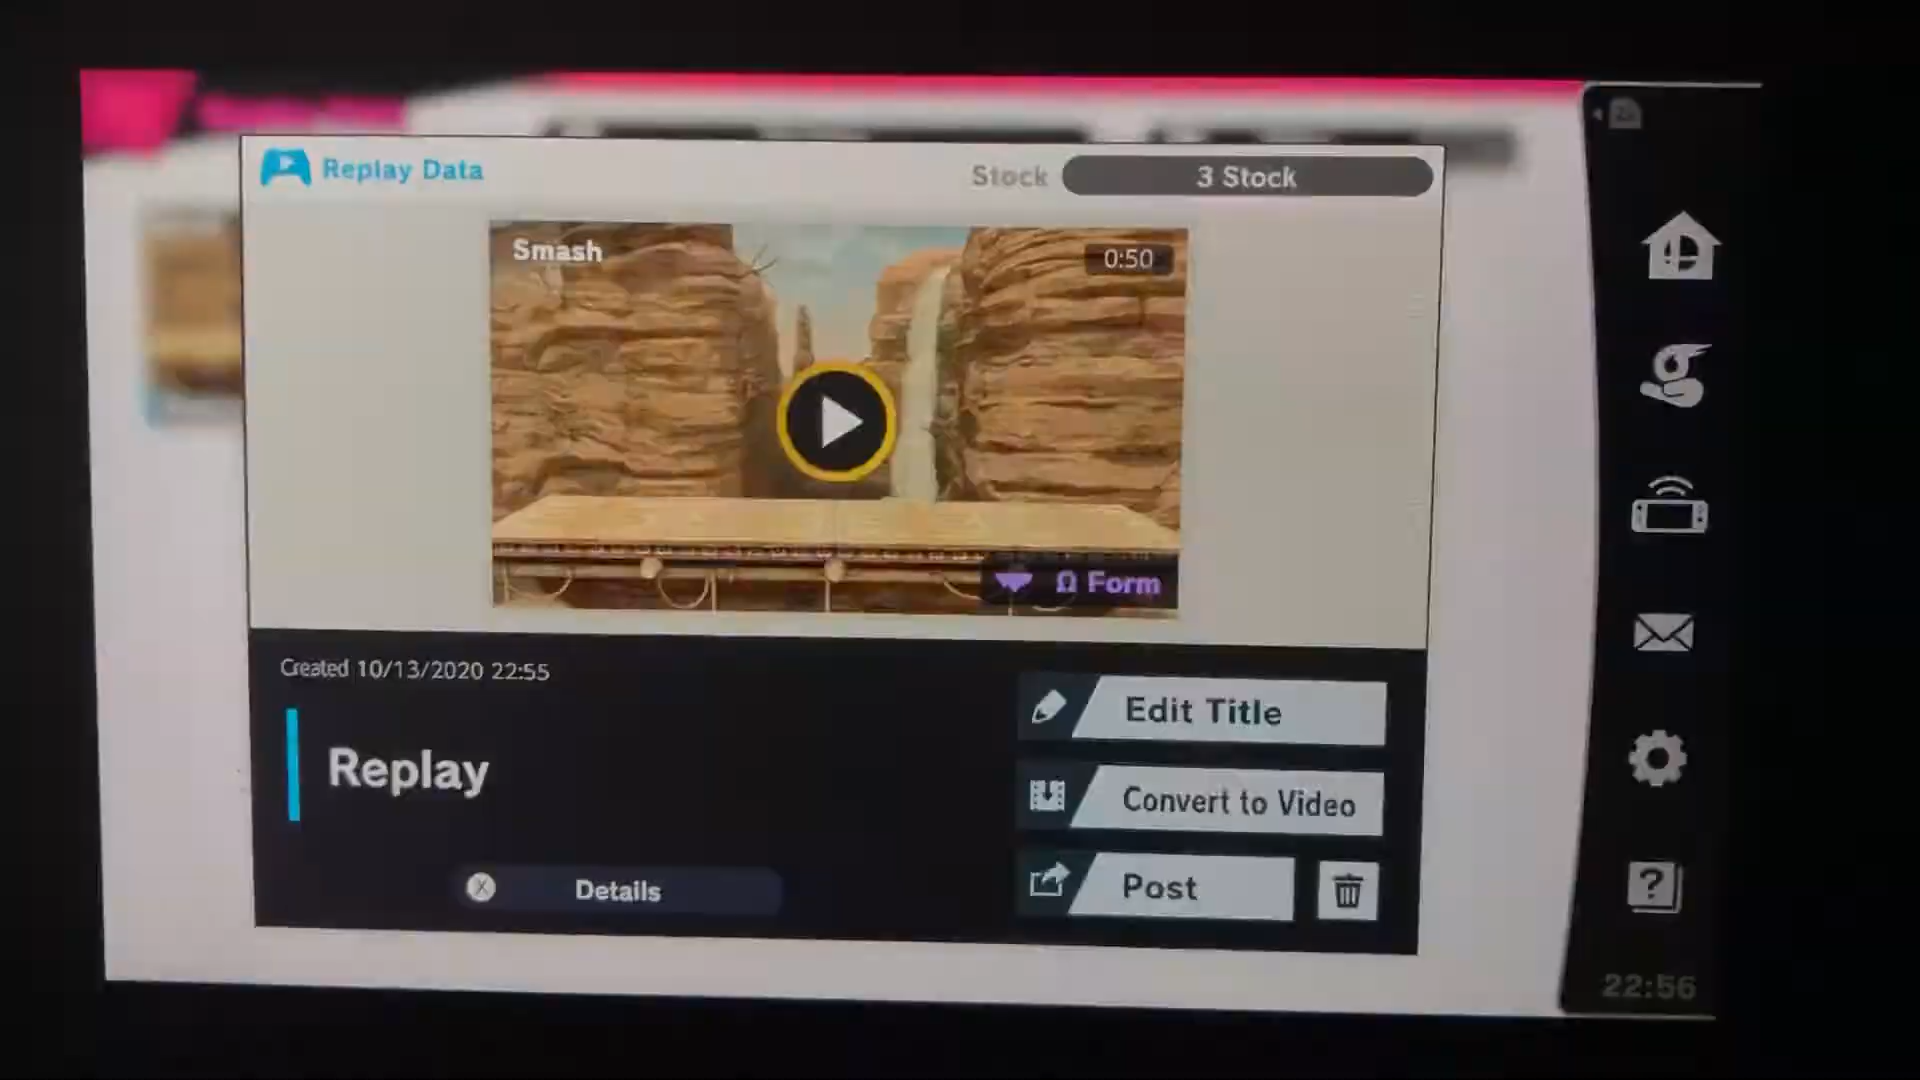 Replay Data
Stock
3 Stock
Smash
0:50
Ω Form
Created 10/13/2020 22:55
Replay
Edit Title
Convert to Video
Post
X
Details
?
22:56